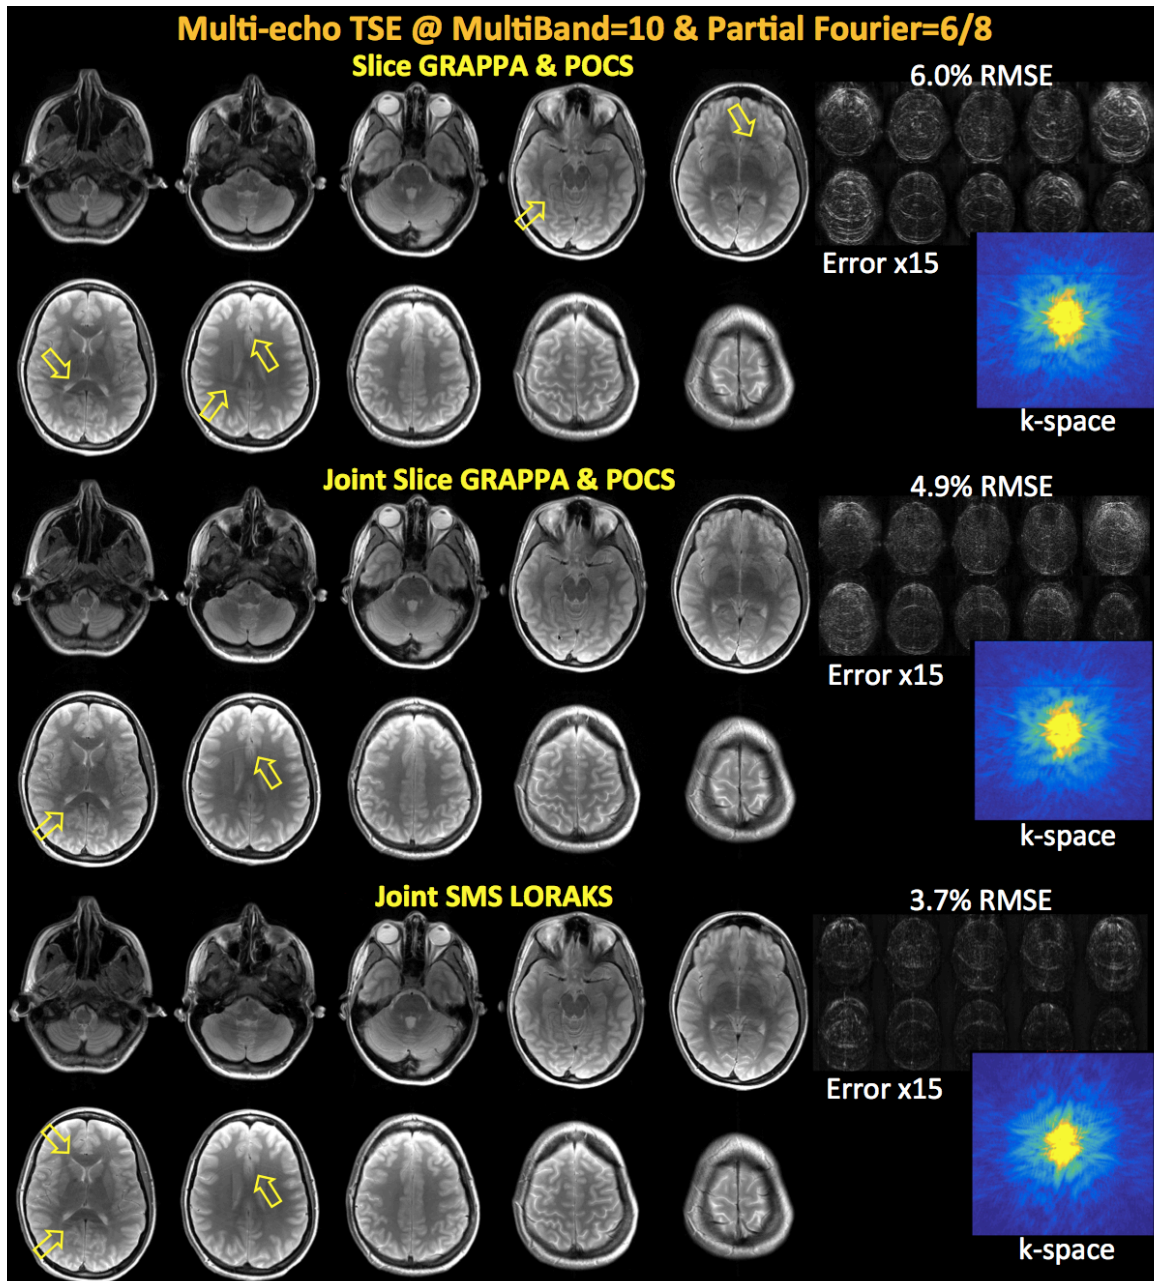 Multi-echo TSE @ MultiBand=10 & Partial Fourier=6/8
Slice GRAPPA & POCS
6.0% RMSE
Error x15
k-space
Joint Slice GRAPPA & POCS
4.9% RMSE
Error x15
k-space
Joint SMS LORAKS
3.7% RMSE
Error x15
k-space